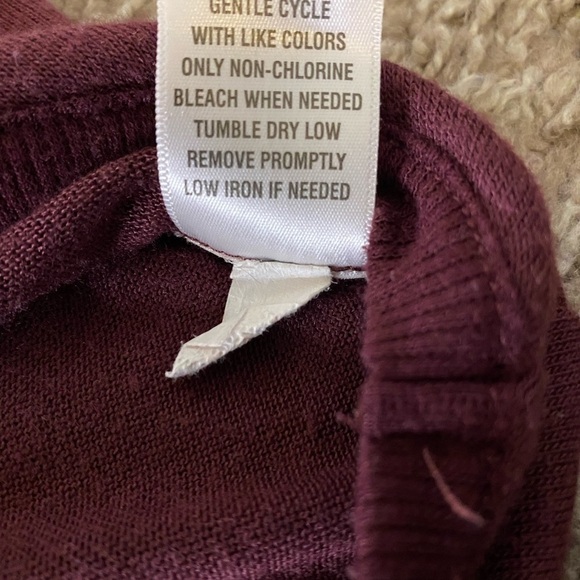 GENTLE CYCLE
WITH LIKE COLORS
ONLY NON-CHLORINE
BLEACH WHEN NEEDED
TUMBLE DRY LOW
REMOVE PROMPTLY
LOW IRON IF NEEDED